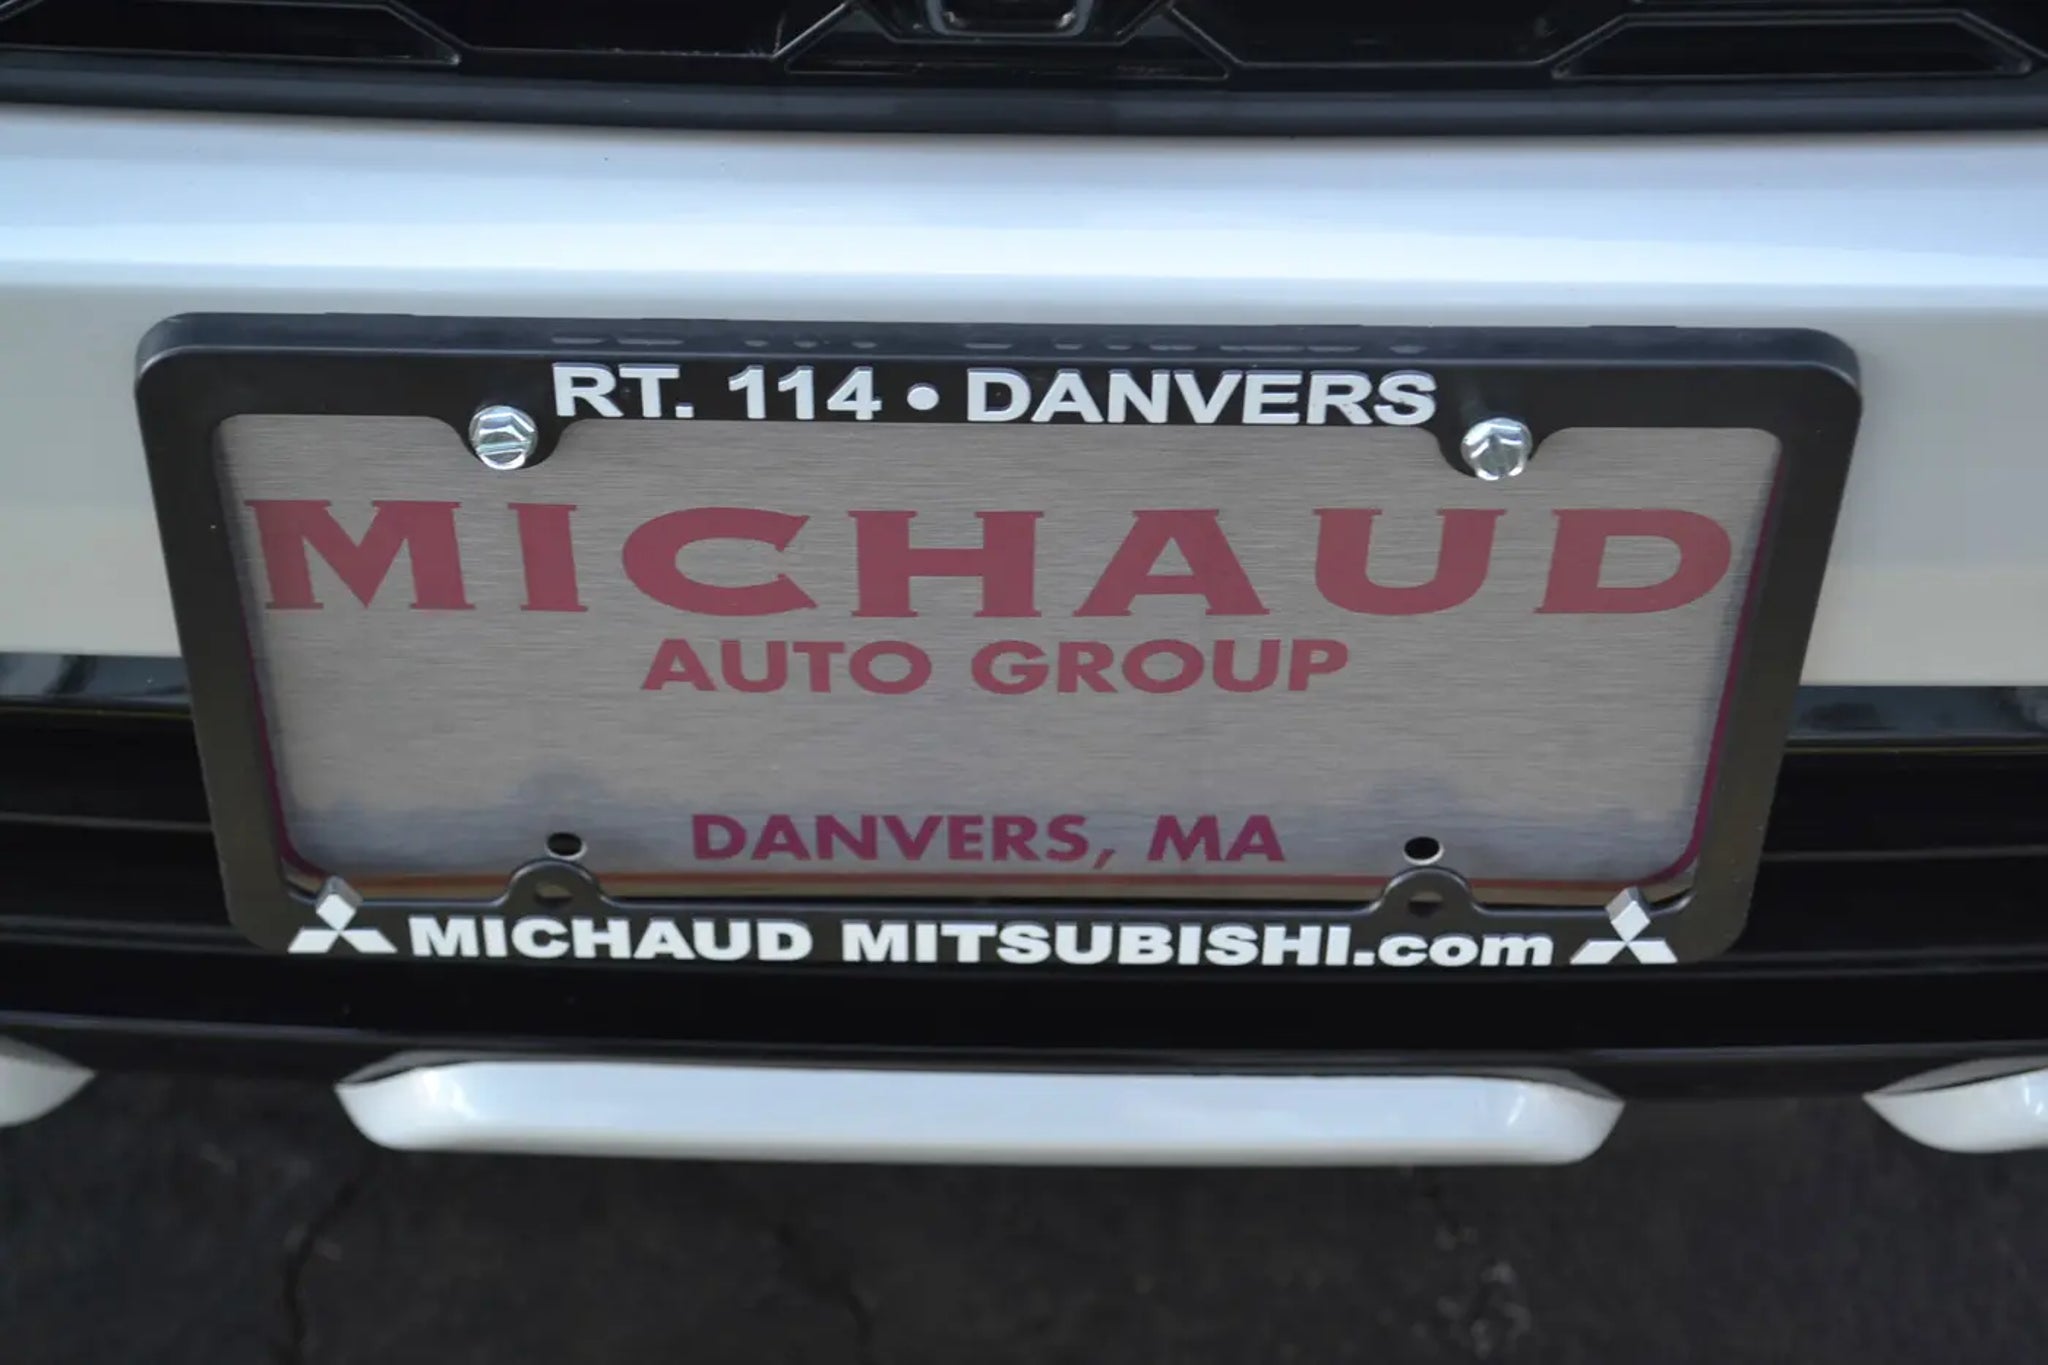 RT. 114 • DANVERS
MICHAUD
AUTO GROUP
DANVERS, MA
MICHAUD MITSUBISHI.com